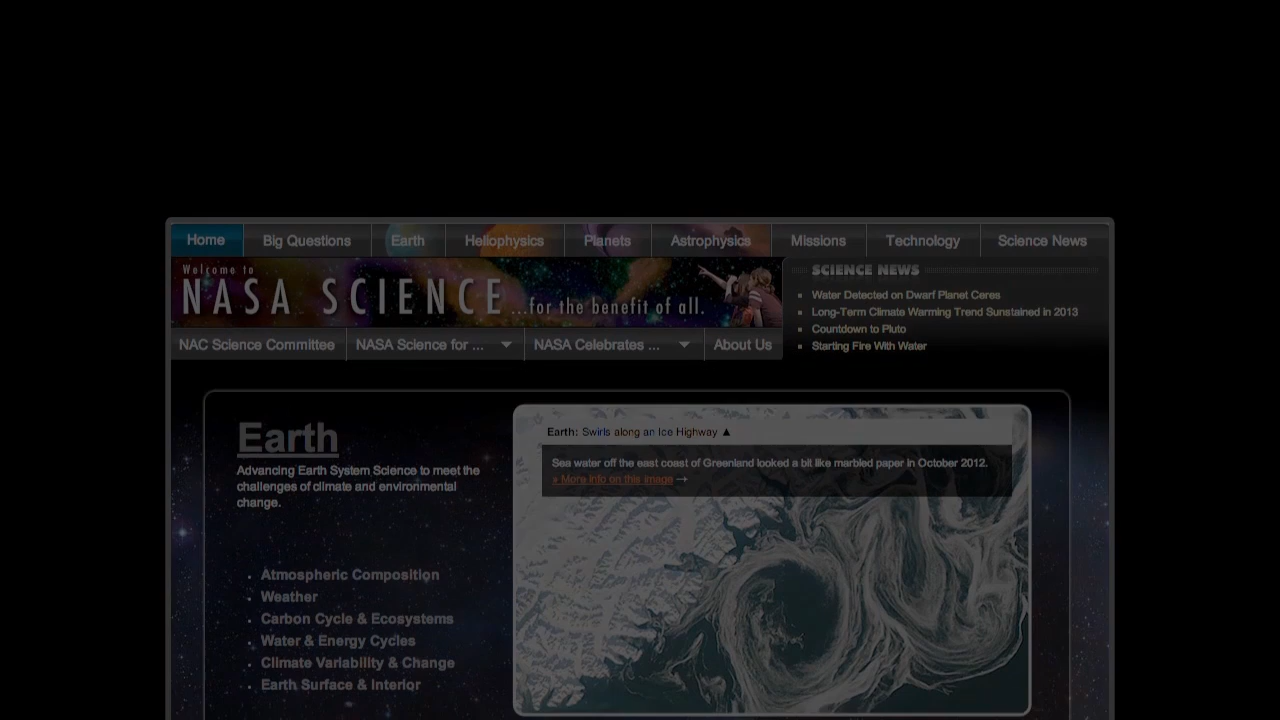 Home Big Questions Earth Heliophysics Planets Astrophysics Missions Technology Science News
Welcome to
NASA SCIENCE ...for the benefit of all.
SCIENCE NEWS
Water Detected on Dwarf Planet Ceres
Long-Term Climate Warming Trend Sunstained in 2013
Countdown to Pluto
Starting Fire With Water
NAC Science Committee NASA Science for ... NASA Celebrates ... About Us
Earth
Advancing Earth System Science to meet the
challenges of climate and environmental
change.
Atmospheric Composition
Weather
Carbon Cycle & Ecosystems
Water & Energy Cycles
Climate Variability & Change
Earth Surface & Interior
Earth: Swirls along an Ice Highway ▲
Sea water off the east coast of Greenland looked a bit like marbled paper in October 2012.
» More info on this image →